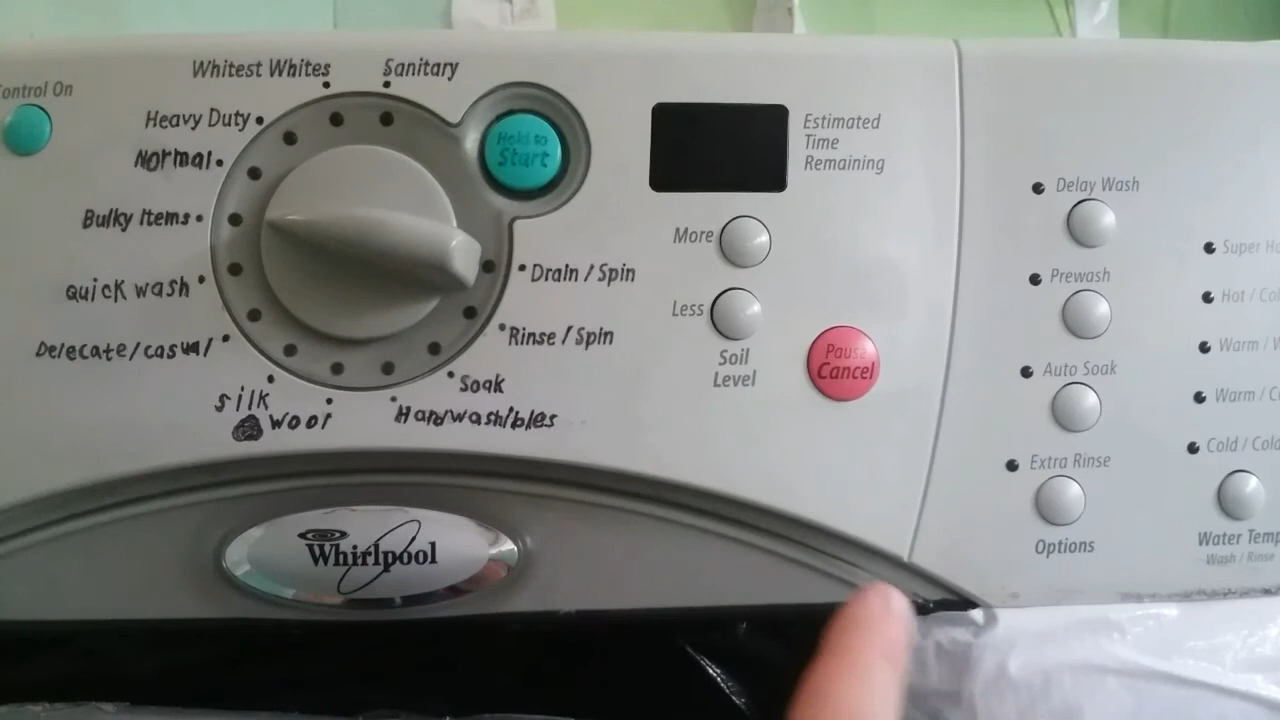 Control On
Whitest Whites
Sanitary
Heavy Duty
Normal
Bulky Items
Quick wash
Delecate/casual
silk
woor
Handwashibles
Soak
Rinse / Spin
Drain / Spin
Hold to
Start
Estimated
Time
Remaining
More
Less
Soil
Level
Pause
Cancel
Delay Wash
Prewash
Auto Soak
Extra Rinse
Options
Super
Hot /
Warm /
Warm /
Cold / Cold
Water Temp
Wash / Rinse
Whirlpool